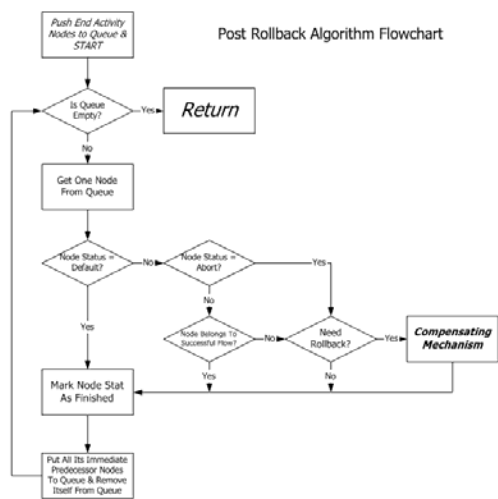 Push End Activity
Nodes to Queue &
START
Post Rollback Algorithm Flowchart
Is Queue
Empty?
Yes
Return
No
Get One Node
From Queue
Node Status =
Default?
No
Node Status =
Abort?
Yes
No
Yes
Node Belongs To
Successful Flow?
No
Need
Rollback?
Yes
Compensating
Mechanism
Yes
No
Mark Node Stat
As Finished
Put All Its Immediate
Predecessor Nodes
To Queue & Remove
Itself From Queue